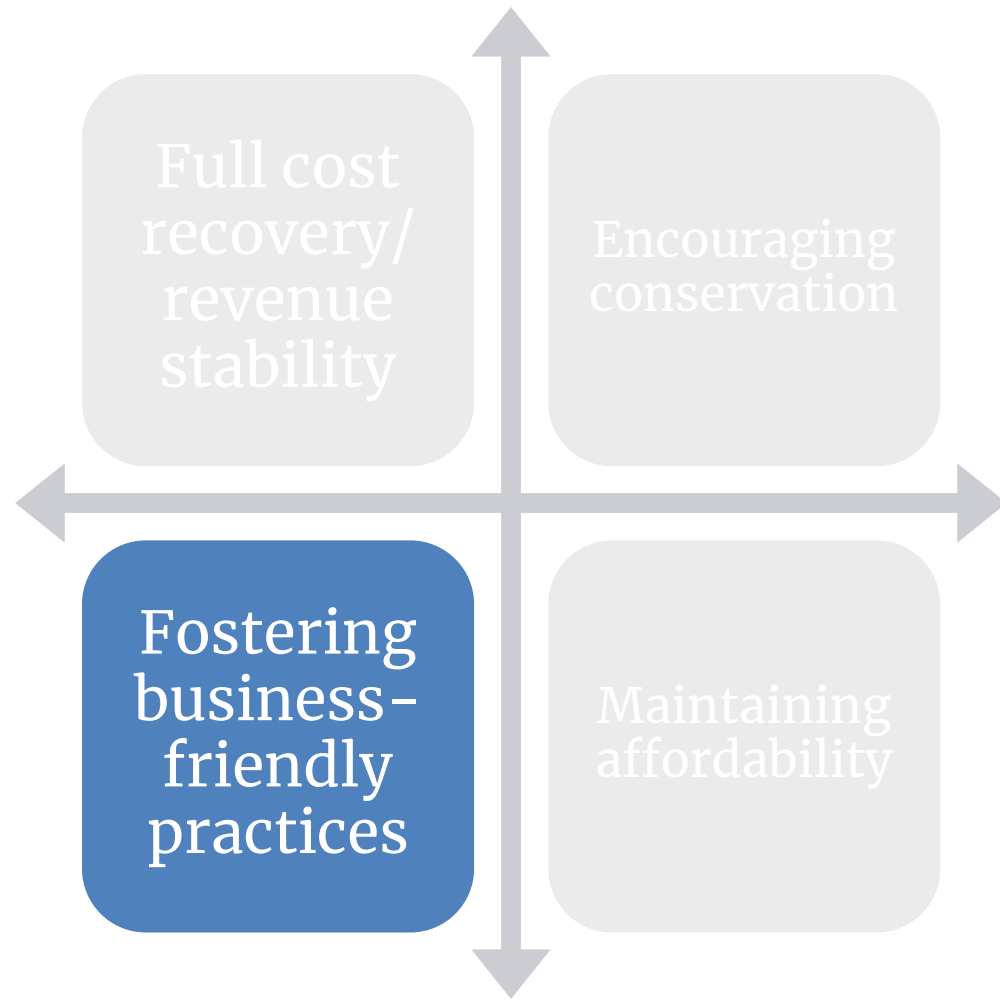 Full cost
recovery/
revenue
stability
Encouraging
conservation
Fostering
business-
friendly
practices
Maintaining
affordability